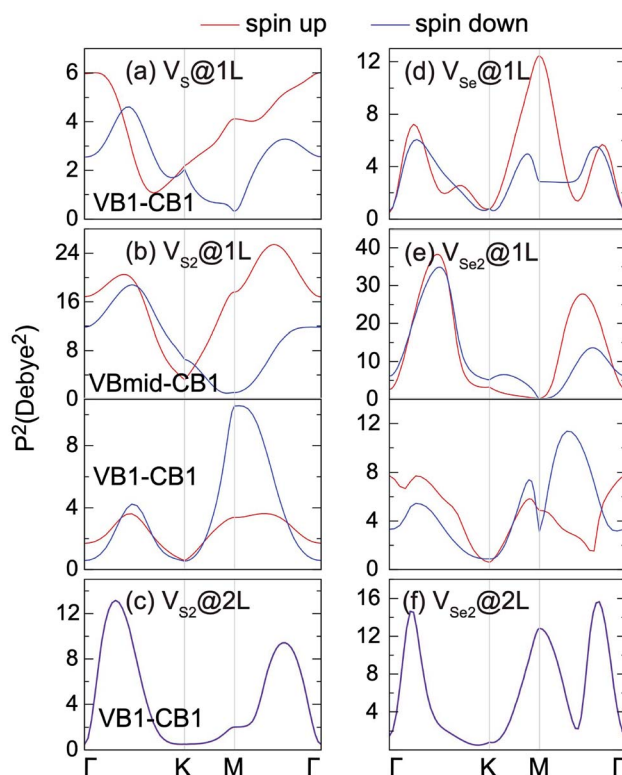 spin up spin down
P²(Debye²)
(a) V_S@1L
6
4
2
0
VB1-CB1
(d) V_Se@1L
12
8
4
0
(b) V_S2@1L
24
16
8
0
VBmid-CB1
(e) V_Se2@1L
40
30
20
10
0
8
4
0
VB1-CB1
12
8
4
0
(c) V_S2@2L
12
8
4
0
VB1-CB1
(f) V_Se2@2L
16
12
8
4
0
Γ K M Γ
Γ K M Γ